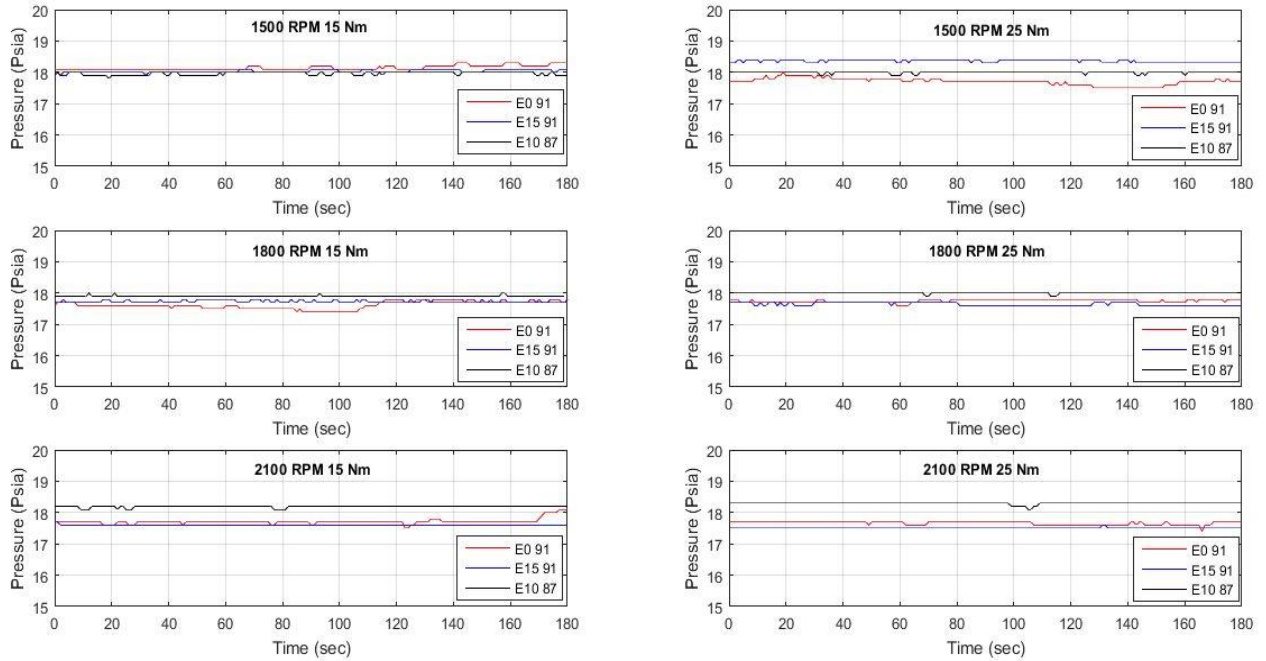 1500 RPM 15 Nm
20
19
18
17
16
15
Pressure (Psia)
E0 91
E15 91
E10 87
0 20 40 60 80 100 120 140 160 180
Time (sec)
1500 RPM 25 Nm
20
19
18
17
16
15
Pressure (Psia)
E0 91
E15 91
E10 87
0 20 40 60 80 100 120 140 160 180
Time (sec)
1800 RPM 15 Nm
20
19
18
17
16
15
Pressure (Psia)
E0 91
E15 91
E10 87
0 20 40 60 80 100 120 140 160 180
Time (sec)
1800 RPM 25 Nm
20
19
18
17
16
15
Pressure (Psia)
E0 91
E15 91
E10 87
0 20 40 60 80 100 120 140 160 180
Time (sec)
2100 RPM 15 Nm
20
19
18
17
16
15
Pressure (Psia)
E0 91
E15 91
E10 87
0 20 40 60 80 100 120 140 160 180
Time (sec)
2100 RPM 25 Nm
20
19
18
17
16
15
Pressure (Psia)
E0 91
E15 91
E10 87
0 20 40 60 80 100 120 140 160 180
Time (sec)